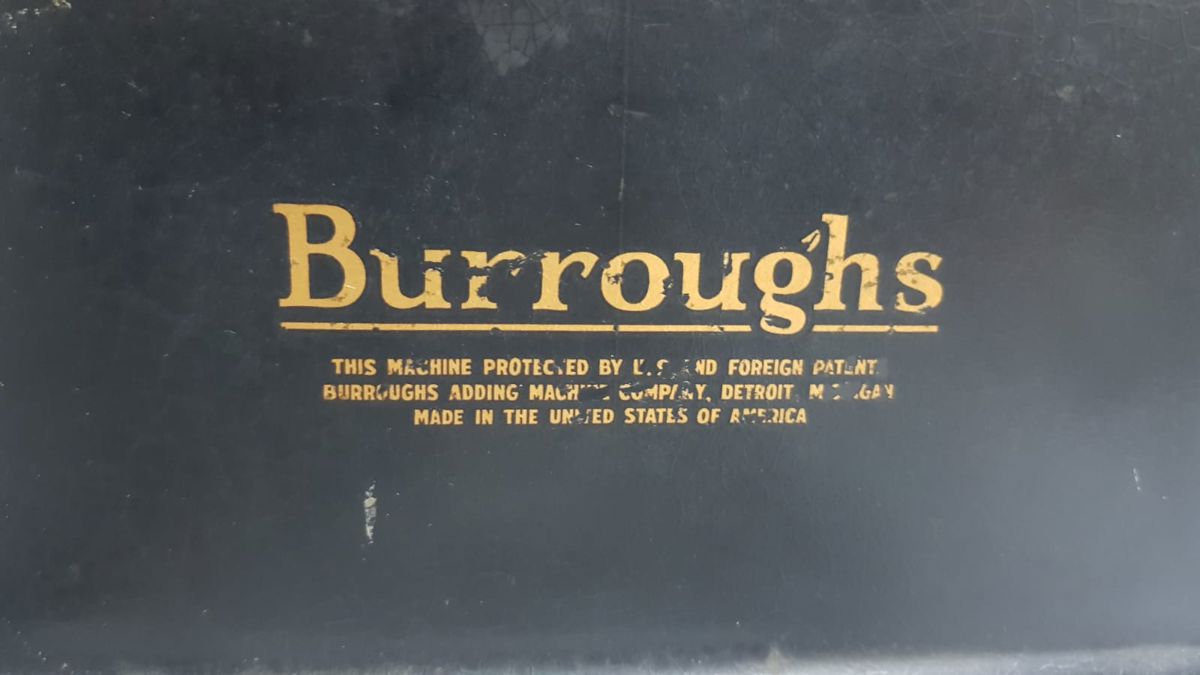 Burroughs
THIS MACHINE PROTECTED BY U.S. AND FOREIGN PATENT
BURROUGHS ADDING MACHINE COMPANY, DETROIT, MICHIGAN
MADE IN THE UNITED STATES OF AMERICA